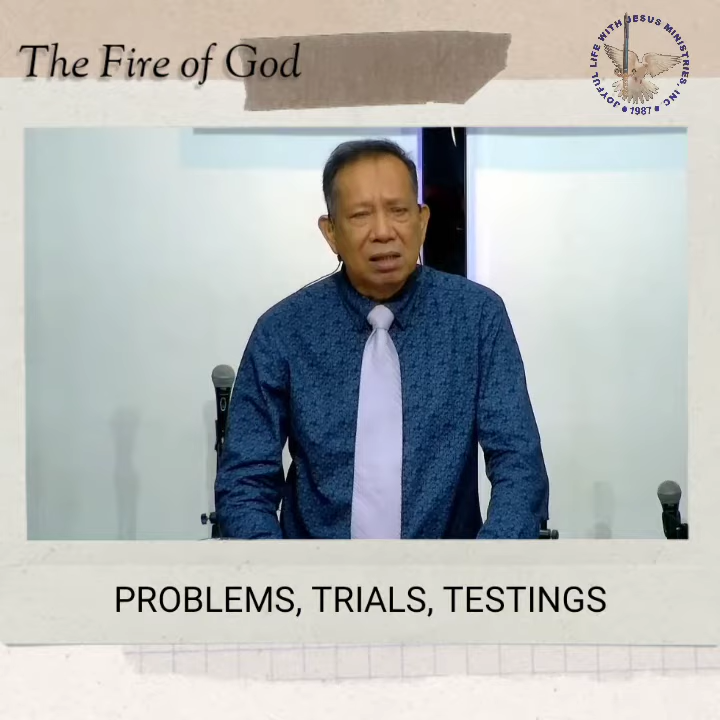 The Fire of God
JOYFUL LIFE WITH JESUS MINISTRIES, INC.
1987
PROBLEMS, TRIALS, TESTINGS